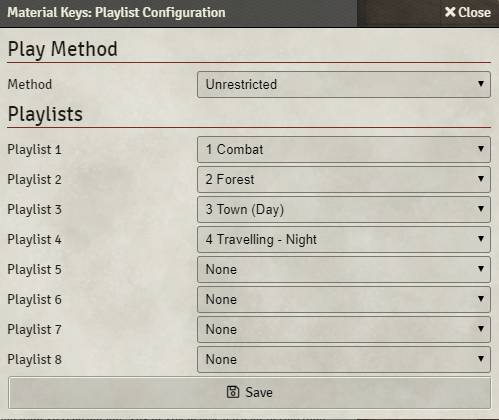 Material Keys: Playlist Configuration Close
Play Method
Method Unrestricted
Playlists
Playlist 1 1 Combat
Playlist 2 2 Forest
Playlist 3 3 Town (Day)
Playlist 4 4 Travelling - Night
Playlist 5 None
Playlist 6 None
Playlist 7 None
Playlist 8 None
Save